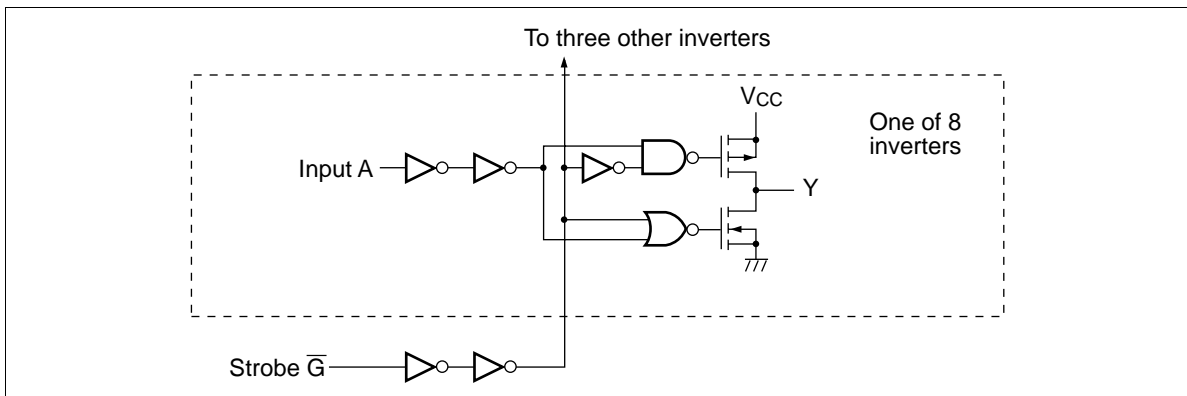 To three other inverters
VCC
One of 8
inverters
Input A
Y
Strobe G̅